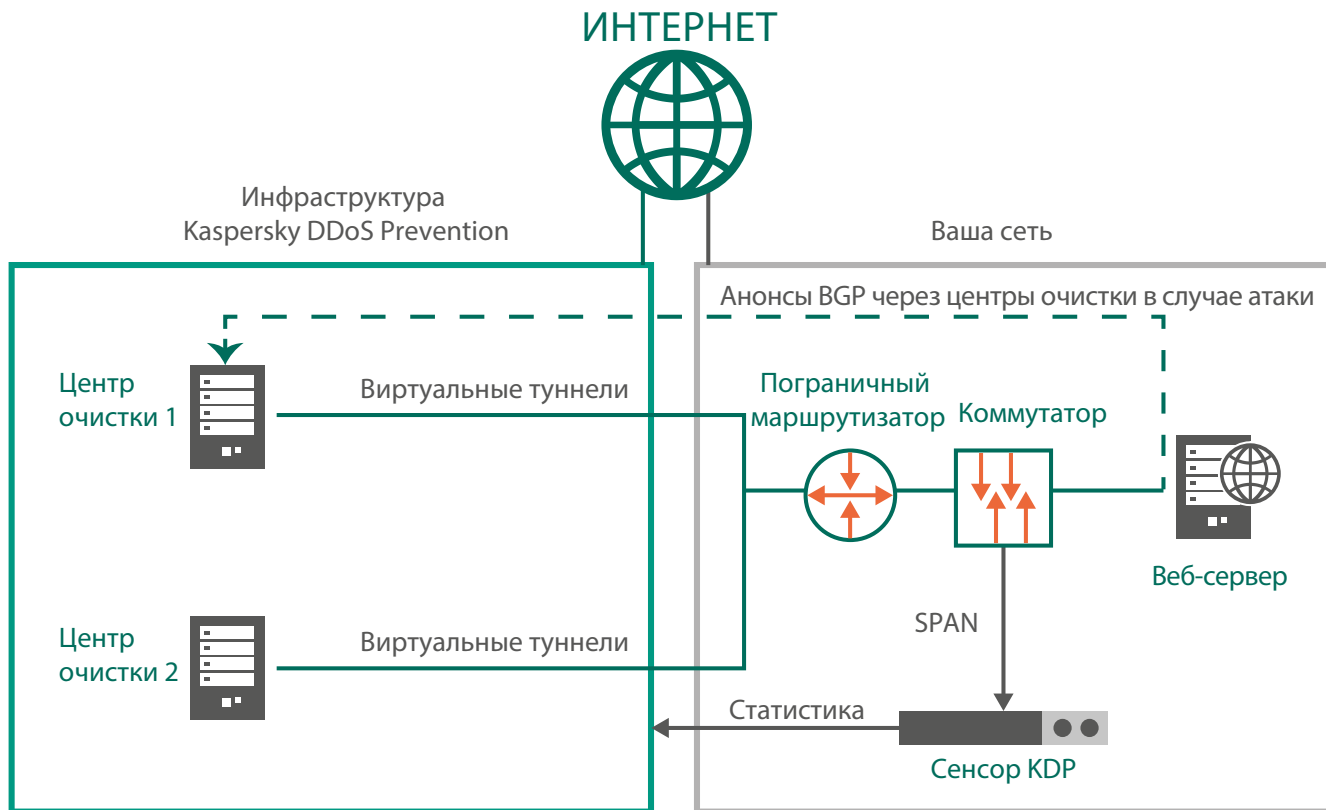 ИНТЕРНЕТ
Инфраструктура
Kaspersky DDoS Prevention
Ваша сеть
Анонсы BGP через центры очистки в случае атаки
Центр
очистки 1
Виртуальные туннели
Пограничный
маршрутизатор
Коммутатор
Веб-сервер
SPAN
Центр
очистки 2
Виртуальные туннели
Статистика
Сенсор KDP